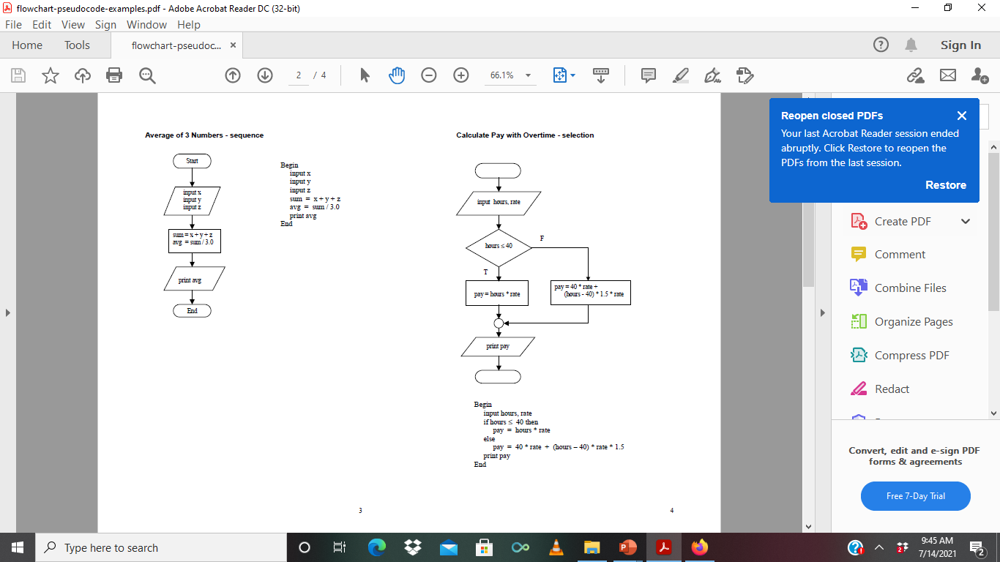 flowchart-pseudocode-examples.pdf - Adobe Acrobat Reader DC (32-bit)
File Edit View Sign Window Help
Home Tools flowchart-pseudoc... × Sign In
2 / 4 66.1%
Average of 3 Numbers - sequence
Start
input x
input y
input z
sum = x + y + z
avg = sum / 3.0
print avg
End
Begin
input x
input y
input z
sum = x + y + z
avg = sum / 3.0
print avg
End
3
Calculate Pay with Overtime - selection
input hours, rate
hours ≤ 40
F
T
pay = hours * rate
pay = 40 * rate +
(hours - 40) * 1.5 * rate
print pay
Begin
input hours, rate
if hours ≤ 40 then
pay = hours * rate
else
pay = 40 * rate + (hours – 40) * rate * 1.5
print pay
End
4
Reopen closed PDFs
Your last Acrobat Reader session ended
abruptly. Click Restore to reopen the
PDFs from the last session.
Restore
Create PDF
Comment
Combine Files
Organize Pages
Compress PDF
Redact
Convert, edit and e-sign PDF
forms & agreements
Free 7-Day Trial
Type here to search
9:45 AM
7/14/2021
2
2